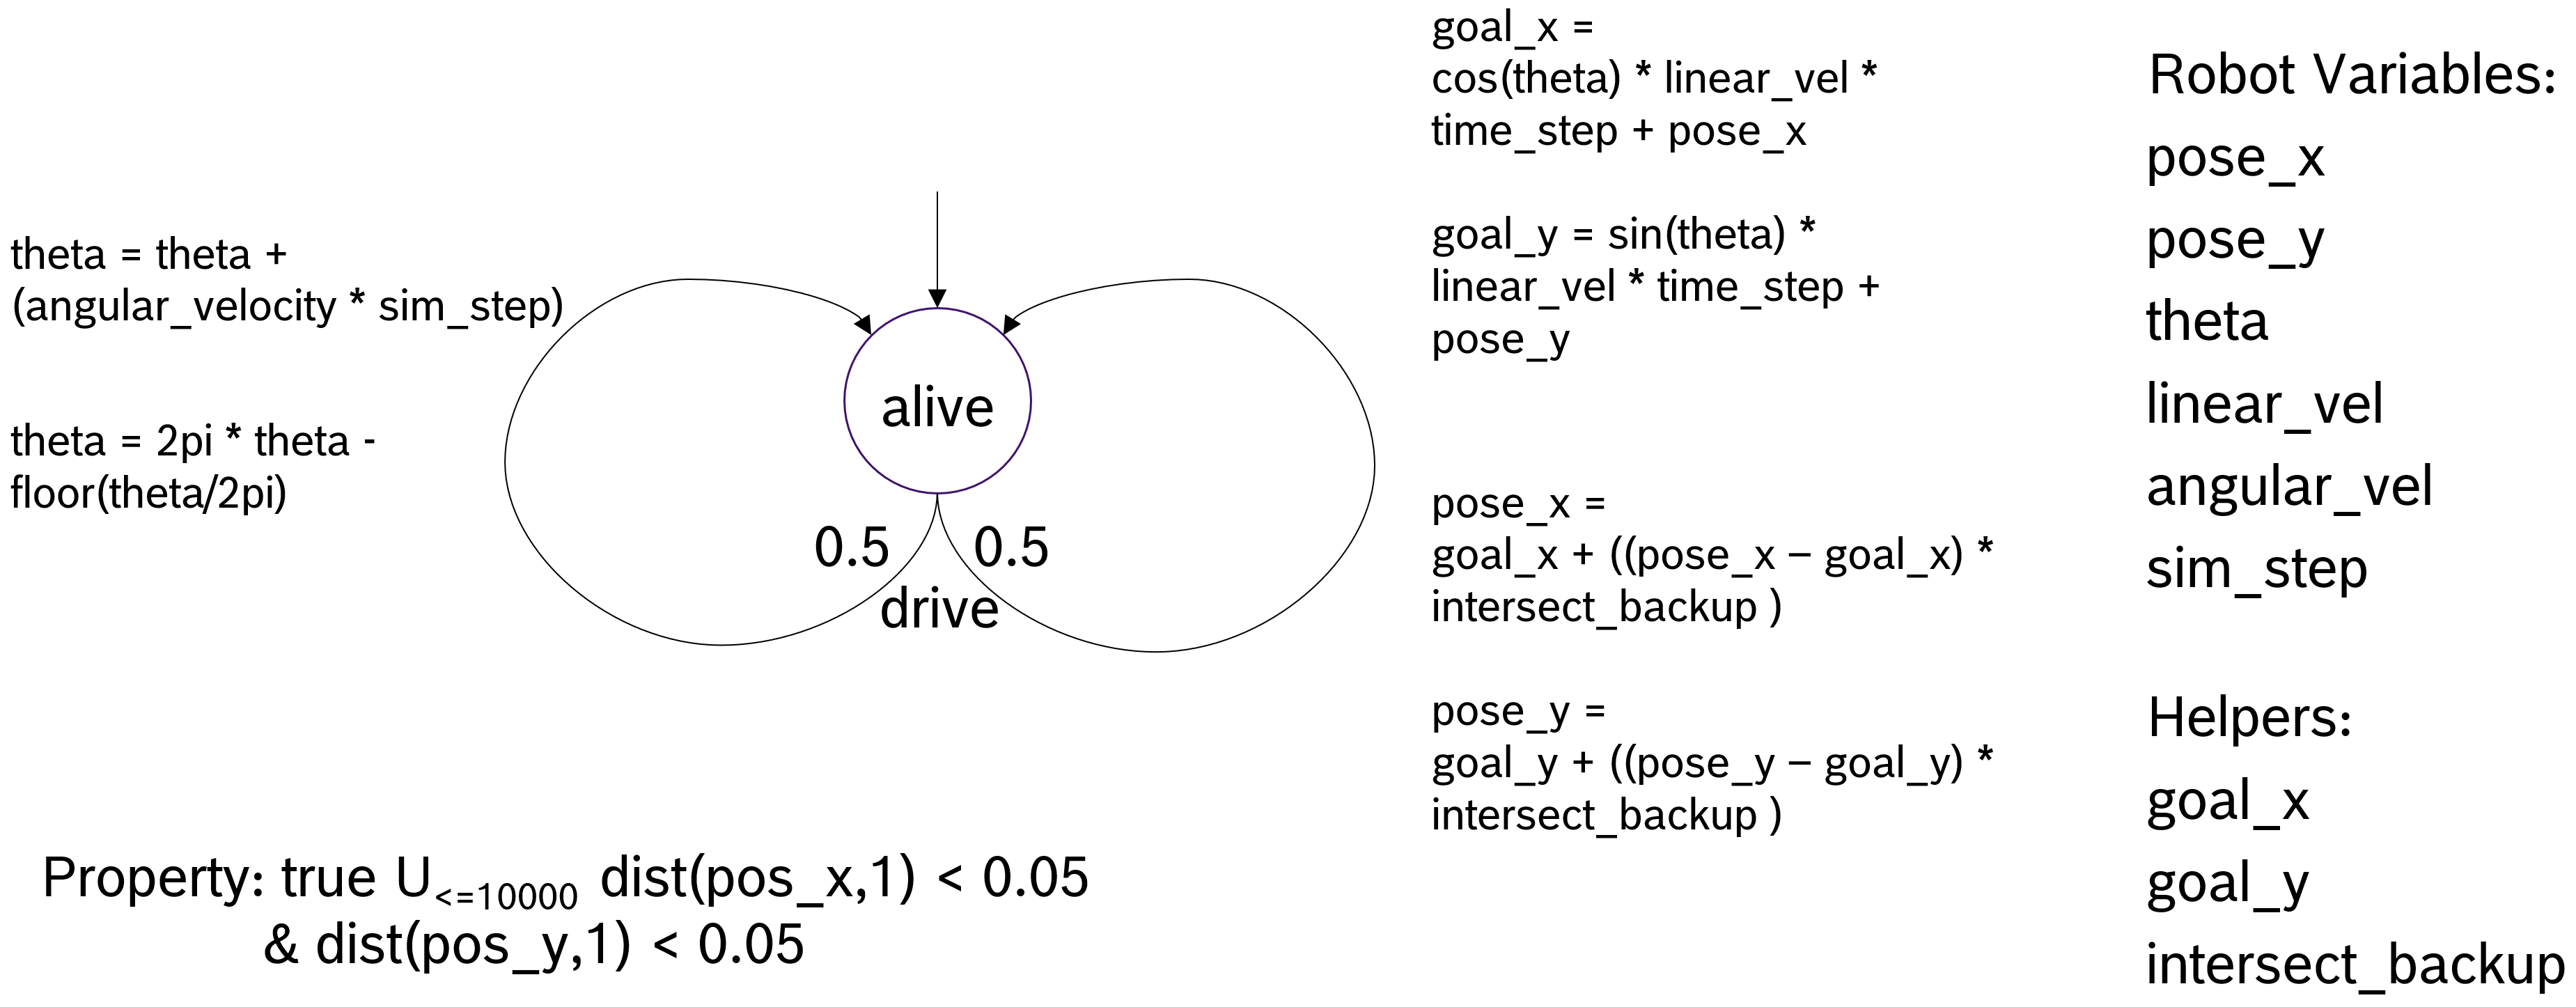 theta = theta +
(angular_velocity * sim_step)
theta = 2pi * theta -
floor(theta/2pi)
alive
0.5
0.5
drive
goal_x =
cos(theta) * linear_vel *
time_step + pose_x
goal_y = sin(theta) *
linear_vel * time_step +
pose_y
pose_x =
goal_x + ((pose_x – goal_x) *
intersect_backup )
pose_y =
goal_y + ((pose_y – goal_y) *
intersect_backup )
Robot Variables:
pose_x
pose_y
theta
linear_vel
angular_vel
sim_step
Helpers:
goal_x
goal_y
intersect_backup
Property: true U<=10000 dist(pos_x,1) < 0.05
& dist(pos_y,1) < 0.05